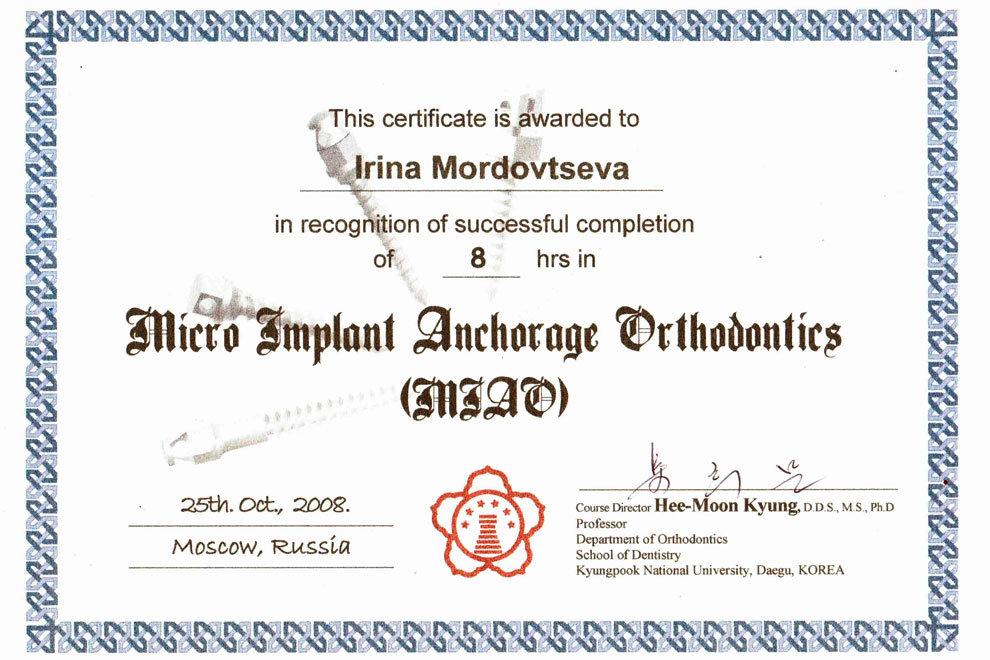 This certificate is awarded to
Irina Mordovtseva
in recognition of successful completion
of 8 hrs in
Micro Implant Anchorage Orthodontics
(MIAO)
25th. Oct., 2008.
Moscow, Russia
Course Director Hee-Moon Kyung, D.D.S., M.S., Ph.D
Professor
Department of Orthodontics
School of Dentistry
Kyungpook National University, Daegu, KOREA